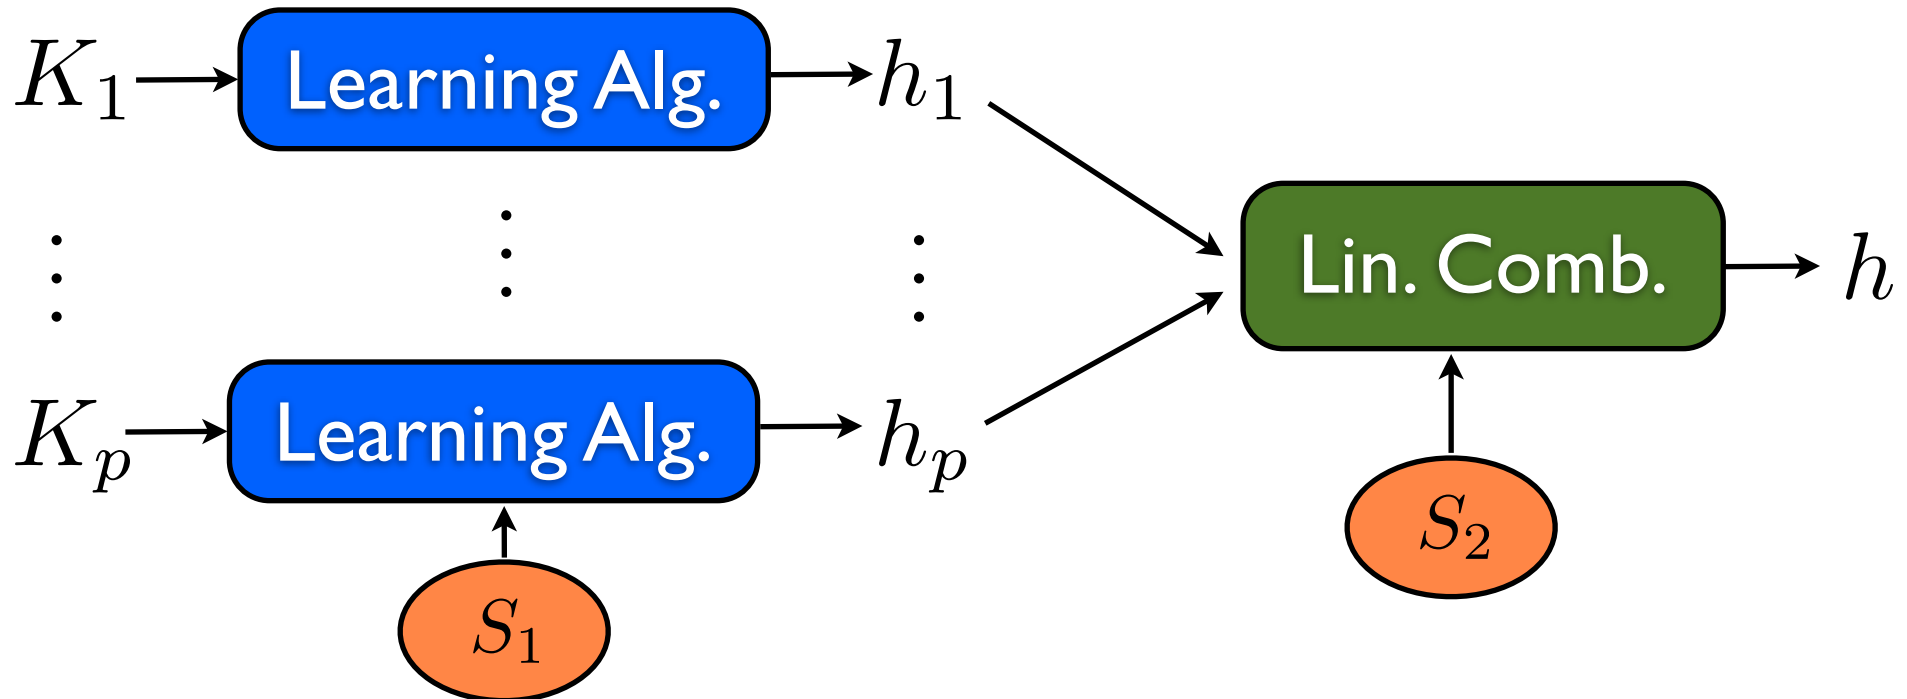 K₁ Learning Alg. h₁
Lin. Comb. h
Kₚ Learning Alg. hₚ
S₂
S₁